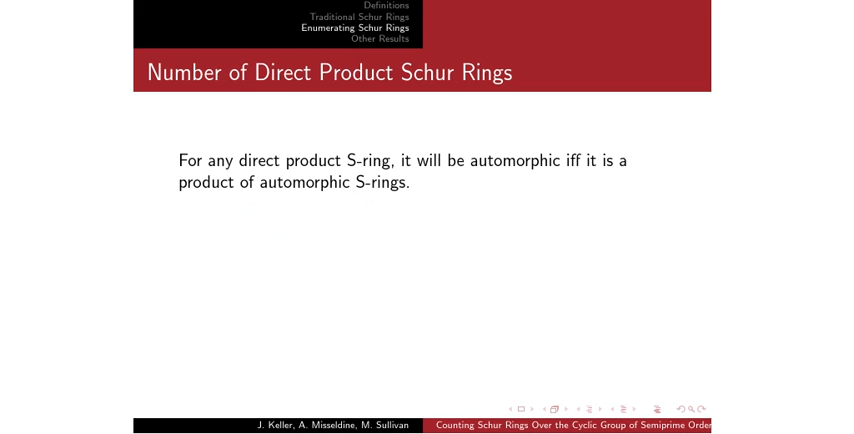 Definitions
Traditional Schur Rings
Enumerating Schur Rings
Other Results
Number of Direct Product Schur Rings
For any direct product S-ring, it will be automorphic iff it is a
product of automorphic S-rings.
J. Keller, A. Misseldine, M. Sullivan
Counting Schur Rings Over the Cyclic Group of Semiprime Order